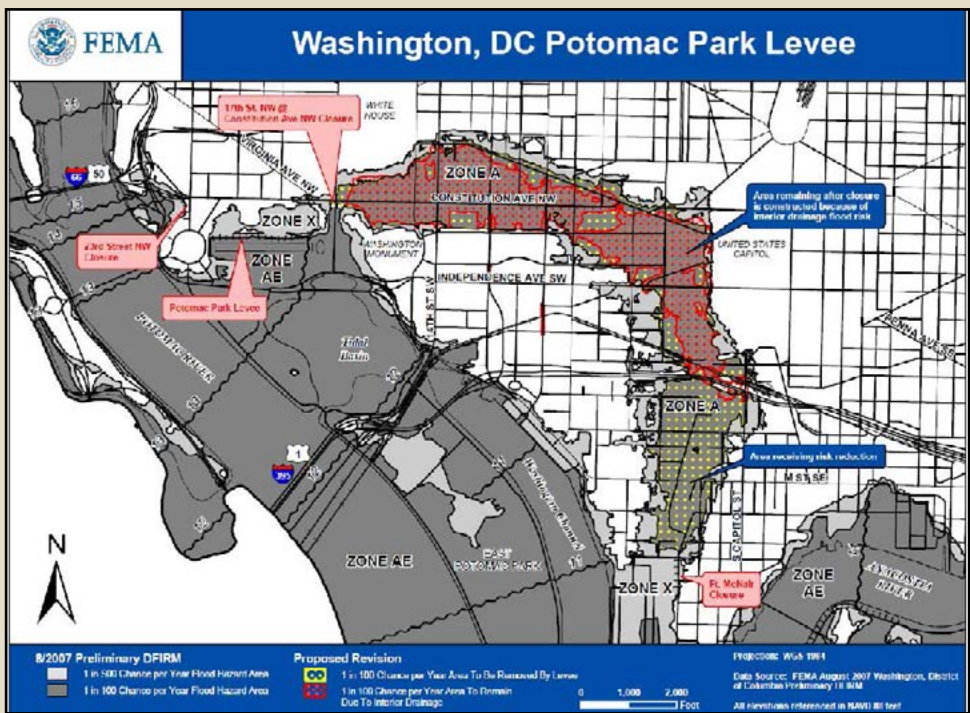 FEMA
Washington, DC Potomac Park Levee
17th St. NW @
Constitution Ave NW Closure
WHITE
HOUSE
VIRGINIA AVE NW
66
50
ZONE A
CONSTITUTION AVE NW
Area remaining after closure
is constructed because of
interior drainage flood risk
ZONE X
23rd Street NW
Closure
ZONE
AE
WASHINGTON
MONUMENT
UNITED STATES
CAPITOL
INDEPENDENCE AVE SW
Potomac Park Levee
4TH ST SW
PENNA AVE SE
POTOMAC RIVER
Tidal
Basin
ZONE A
1
395
Area receiving risk reduction
M ST SE
Washington Channel
S CAPITOL ST
N
ZONE AE
EAST
POTOMAC PARK
ZONE X
Ft. McNair
Closure
ZONE
AE
ANACOSTIA
RIVER
8/2007 Preliminary DFIRM
1 in 500 Chance per Year Flood Hazard Area
1 in 100 Chance per Year Flood Hazard Area
Proposed Revision
1 in 100 Chance per Year Area To Be Removed By Levee
1 in 100 Chance per Year Area To Remain
Due To Interior Drainage
0 1,000 2,000
Feet
Projection: WGS 1984
Data Source: FEMA August 2007 Washington, District
of Columbia Preliminary DFIRM
All elevations referenced in NAVD 88 feet